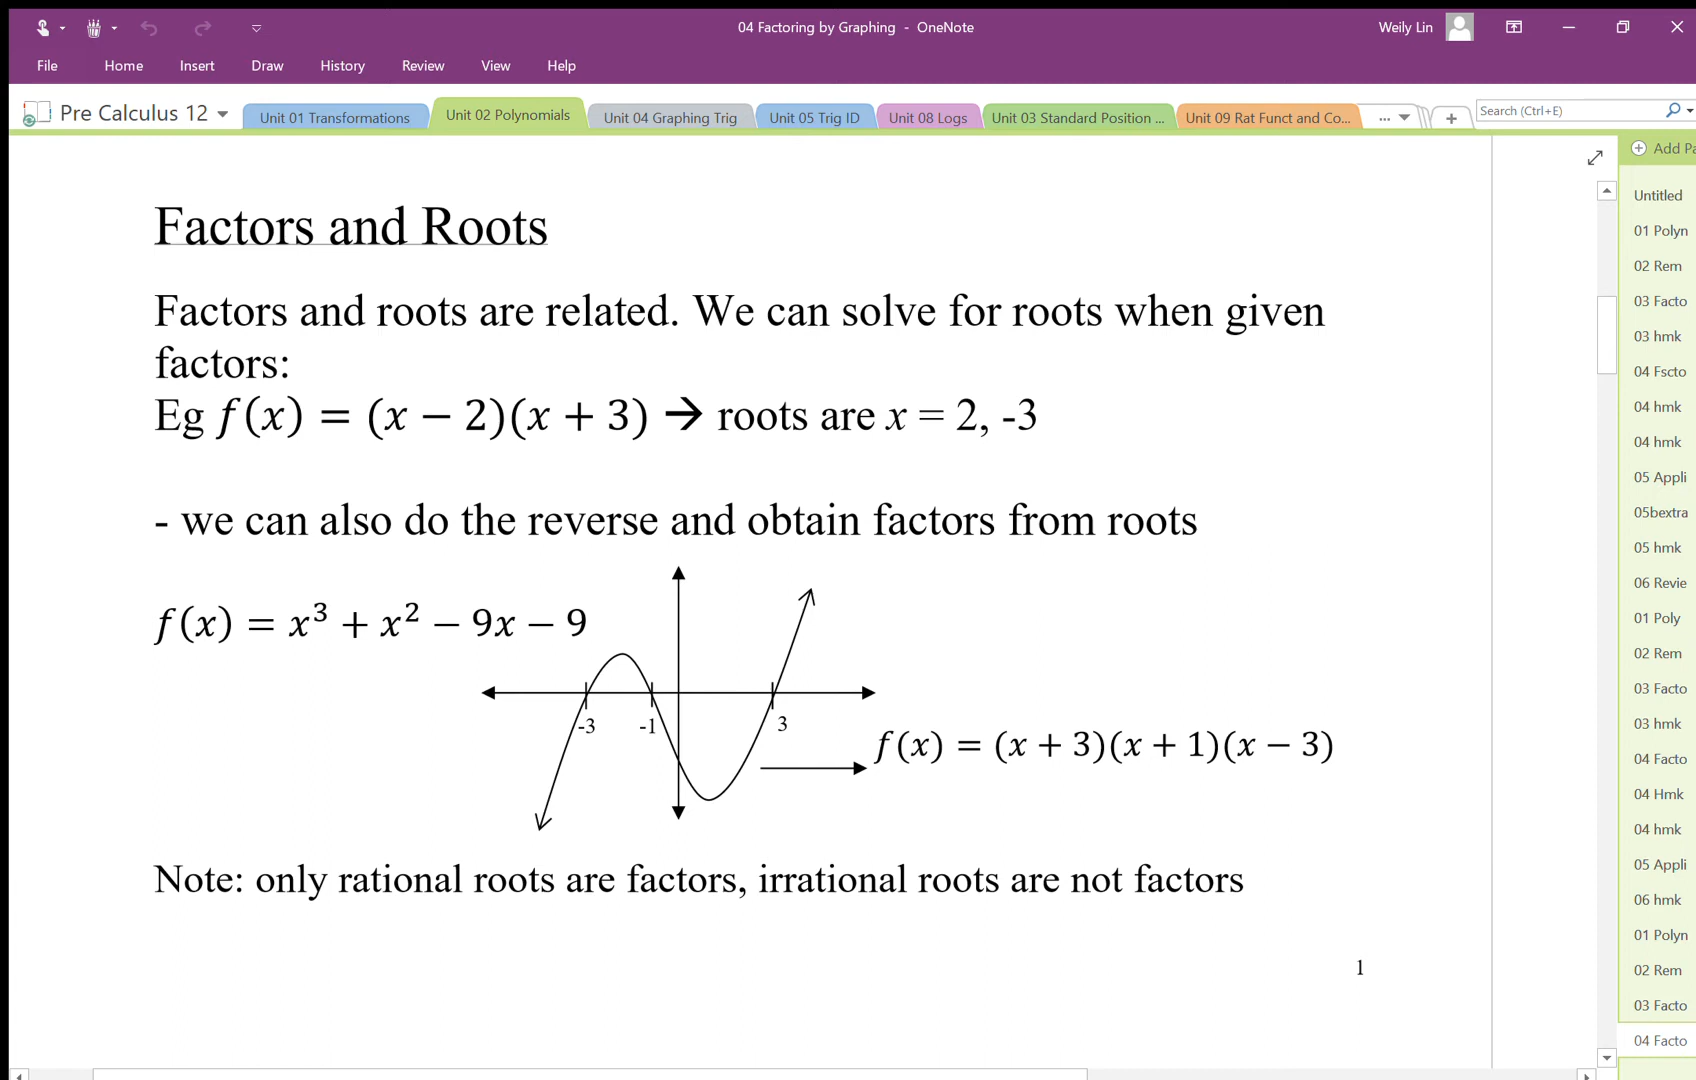 04 Factoring by Graphing - OneNote
Weily Lin
File Home Insert Draw History Review View Help
Pre Calculus 12
Unit 01 Transformations
Unit 02 Polynomials
Unit 04 Graphing Trig
Unit 05 Trig ID
Unit 08 Logs
Unit 03 Standard Position ...
Unit 09 Rat Funct and Co...
...
Search (Ctrl+E)
Factors and Roots
Factors and roots are related. We can solve for roots when given
factors:
Eg f(x) = (x − 2)(x + 3) → roots are x = 2, -3
- we can also do the reverse and obtain factors from roots
f(x) = x³ + x² − 9x − 9
-3 -1 3
f(x) = (x + 3)(x + 1)(x − 3)
Note: only rational roots are factors, irrational roots are not factors
1
Add Pa
Untitled
01 Polyn
02 Rem
03 Facto
03 hmk
04 Fscto
04 hmk
04 hmk
05 Appli
05bextra
05 hmk
06 Revie
01 Poly
02 Rem
03 Facto
03 hmk
04 Facto
04 Hmk
04 hmk
05 Appli
06 hmk
01 Polyn
02 Rem
03 Facto
04 Facto